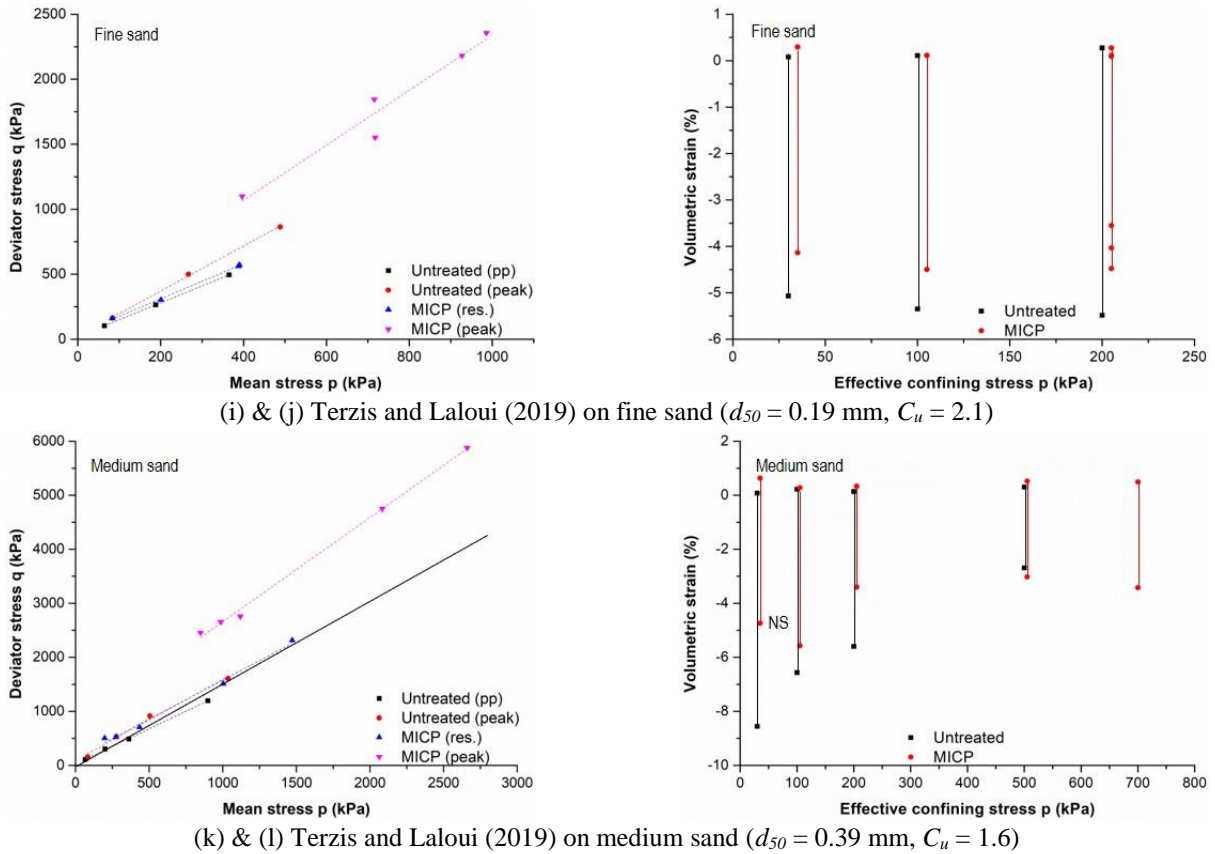 Fine sand
2500
2000
1500
1000
500
0
0 200 400 600 800 1000
Deviator stress q (kPa)
Mean stress p (kPa)
Untreated (pp)
Untreated (peak)
MICP (res.)
MICP (peak)
Fine sand
0
-1
-2
-3
-4
-5
-6
0 50 100 150 200 250
Volumetric strain (%)
Effective confining stress p (kPa)
Untreated
MICP
(i) & (j) Terzis and Laloui (2019) on fine sand (d50 = 0.19 mm, Cu = 2.1)
Medium sand
6000
5000
4000
3000
2000
1000
0
0 500 1000 1500 2000 2500 3000
Deviator stress q (kPa)
Mean stress p (kPa)
Untreated (pp)
Untreated (peak)
MICP (res.)
MICP (peak)
Medium sand
2
0
-2
-4
-6
-8
-10
0 100 200 300 400 500 600 700 800
Volumetric strain (%)
Effective confining stress p (kPa)
NS
Untreated
MICP
(k) & (l) Terzis and Laloui (2019) on medium sand (d50 = 0.39 mm, Cu = 1.6)